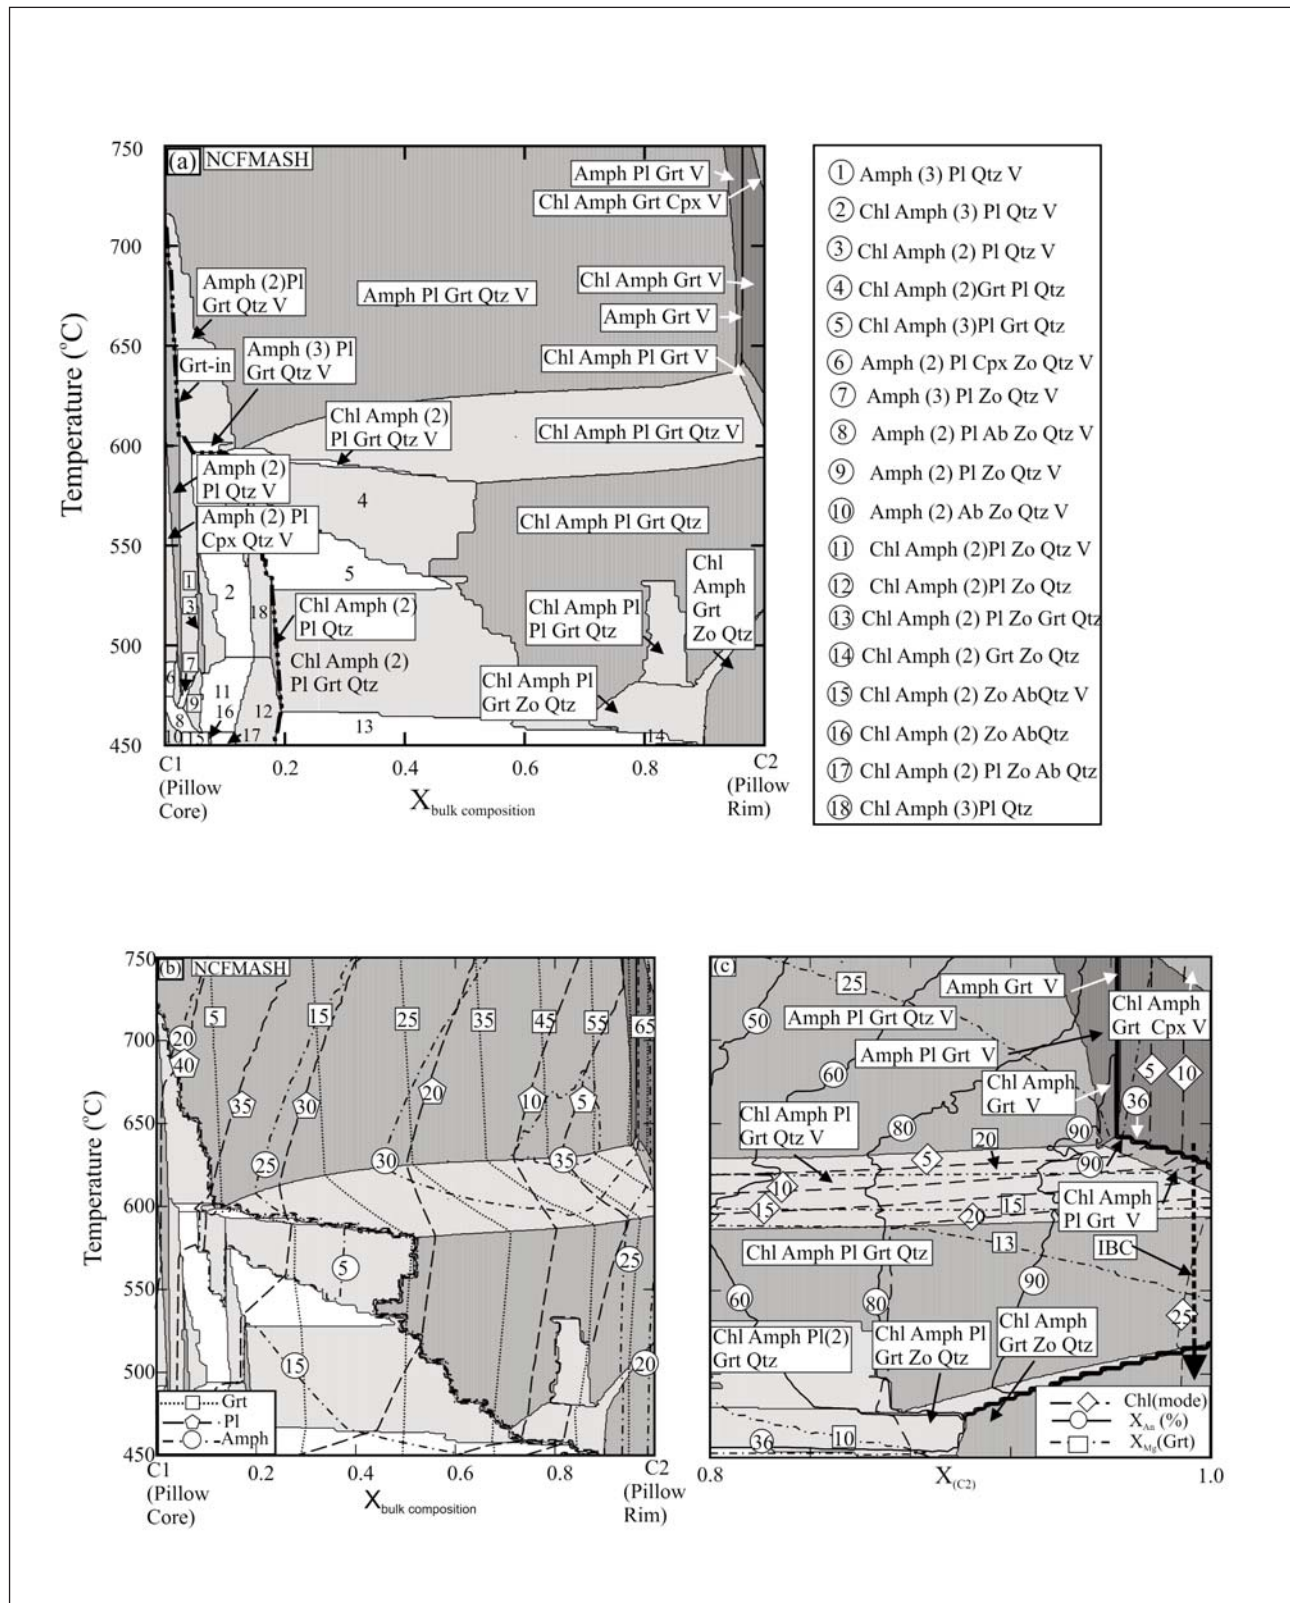 (a) NCFMASH
750
700
650
600
550
500
450
Temperature (°C)
Amph Pl Grt V
Chl Amph Grt Cpx V
Amph (2)Pl
Grt Qtz V
Amph Pl Grt Qtz V
Chl Amph Grt V
Amph Grt V
Grt-in
Amph (3) Pl
Grt Qtz V
Chl Amph Pl Grt V
Chl Amph (2)
Pl Grt Qtz V
Chl Amph Pl Grt Qtz V
Amph (2)
Pl Qtz V
4
Amph (2) Pl
Cpx Qtz V
Chl Amph Pl Grt Qtz
Chl
Amph
Grt
Zo Qtz
1
2
5
3
18
Chl Amph (2)
Pl Qtz
Chl Amph Pl
Pl Grt Qtz
7
6
Chl Amph (2)
Pl Grt Qtz
Chl Amph Pl
Grt Zo Qtz
9
11
16
12
8
13
10
15
17
14
C1
(Pillow
Core)
0.2
0.4
0.6
0.8
C2
(Pillow
Rim)
X bulk composition
1 Amph (3) Pl Qtz V
2 Chl Amph (3) Pl Qtz V
3 Chl Amph (2) Pl Qtz V
4 Chl Amph (2)Grt Pl Qtz
5 Chl Amph (3)Pl Grt Qtz
6 Amph (2) Pl Cpx Zo Qtz V
7 Amph (3) Pl Zo Qtz V
8 Amph (2) Pl Ab Zo Qtz V
9 Amph (2) Pl Zo Qtz V
10 Amph (2) Ab Zo Qtz V
11 Chl Amph (2)Pl Zo Qtz V
12 Chl Amph (2)Pl Zo Qtz
13 Chl Amph (2) Pl Zo Grt Qtz
14 Chl Amph (2) Grt Zo Qtz
15 Chl Amph (2) Zo AbQtz V
16 Chl Amph (2) Zo AbQtz
17 Chl Amph (2) Pl Zo Ab Qtz
18 Chl Amph (3)Pl Qtz
(b) NCFMASH
750
700
650
600
550
500
450
Temperature (°C)
5 15 25 35 45 55 65
20
40
35 30 20 10 5
25 30 35
5
25
15
20
Grt
Pl
Amph
C1
(Pillow
Core)
0.2
0.4
0.6
0.8
C2
(Pillow
Rim)
X bulk composition
(c)
25
Amph Grt V
50
Amph Pl Grt Qtz V
Chl Amph
Grt Cpx V
Amph Pl Grt V
60
5
10
Chl Amph
Grt V
36
Chl Amph Pl
Grt Qtz V
80
90
20
5
90
10
15
15
20
Chl Amph
Pl Grt V
Chl Amph Pl Grt Qtz
13
IBC
90
60
80
25
Chl Amph Pl(2)
Grt Qtz
Chl Amph Pl
Grt Zo Qtz
Chl Amph
Grt Zo Qtz
36
10
Chl(mode)
X An (%)
X Mg(Grt)
0.8
X (C2)
1.0